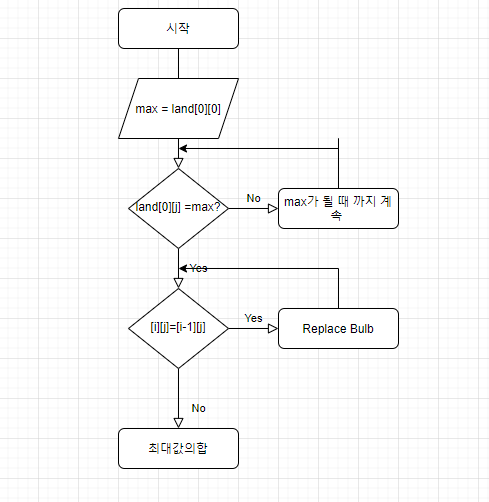 시작
max = land[0][0]
land[0][j] =max?
No
max가 될 때 까지 계
속
Yes
[i][j]=[i-1][j]
Yes
Replace Bulb
No
최대값의합